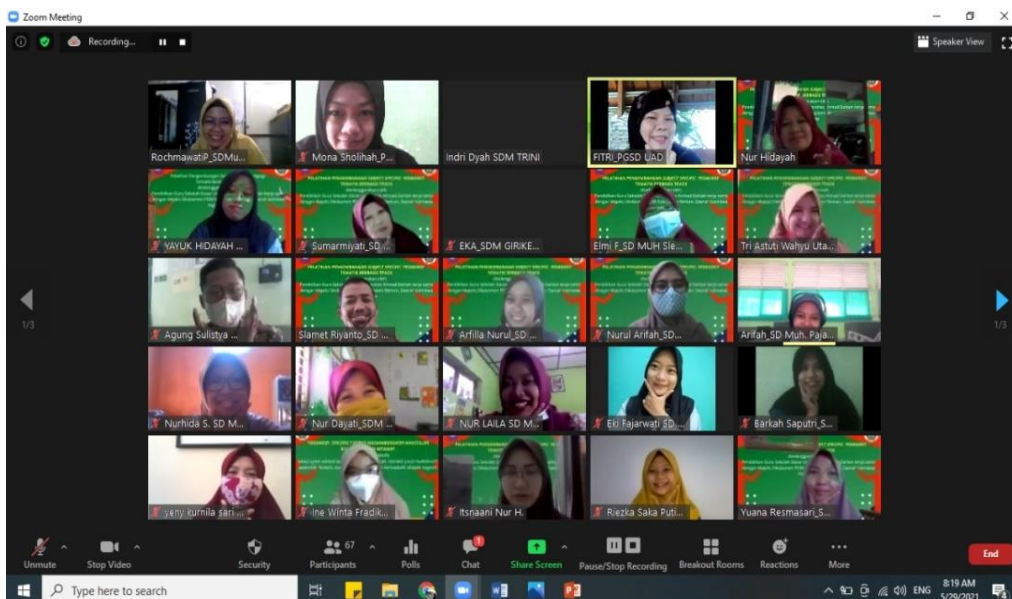 Zoom Meeting
Recording...
Speaker View
RochmawatiP_SDMu...
Mona Sholihah_P...
Indri Dyah SDM TRINI
FITRI_PGSD UAD
Nur Hidayah
YAYUK HIDAYAH ...
Sumarmiyati_SD ...
EKA_SDM GIRIKE...
Elmi F_SD MUH Sle...
Tri Astuti Wahyu Uta...
Agung Sulistya ...
Slamet Riyanto_SD ...
Arfilla Nurul_SD ...
Nurul Arifah_SD...
Arifah_SD Muh. Paja...
1/3
1/3
Nurhida S. SD M...
Nur Dayati_SDM ...
NUR LAILA SD M...
Eki Fajarwati SD ...
Barkah Saputri_S...
yeny kurnila sari ...
Ine Winta Fradik...
Itsnaani Nur H.
Riezka Saka Puti...
Yuana Resmasari_S...
Unmute
Stop Video
Security
67
Participants
Polls
1
Chat
Share Screen
Pause/Stop Recording
Breakout Rooms
Reactions
More
End
Type here to search
ENG
8:19 AM
5/29/2021